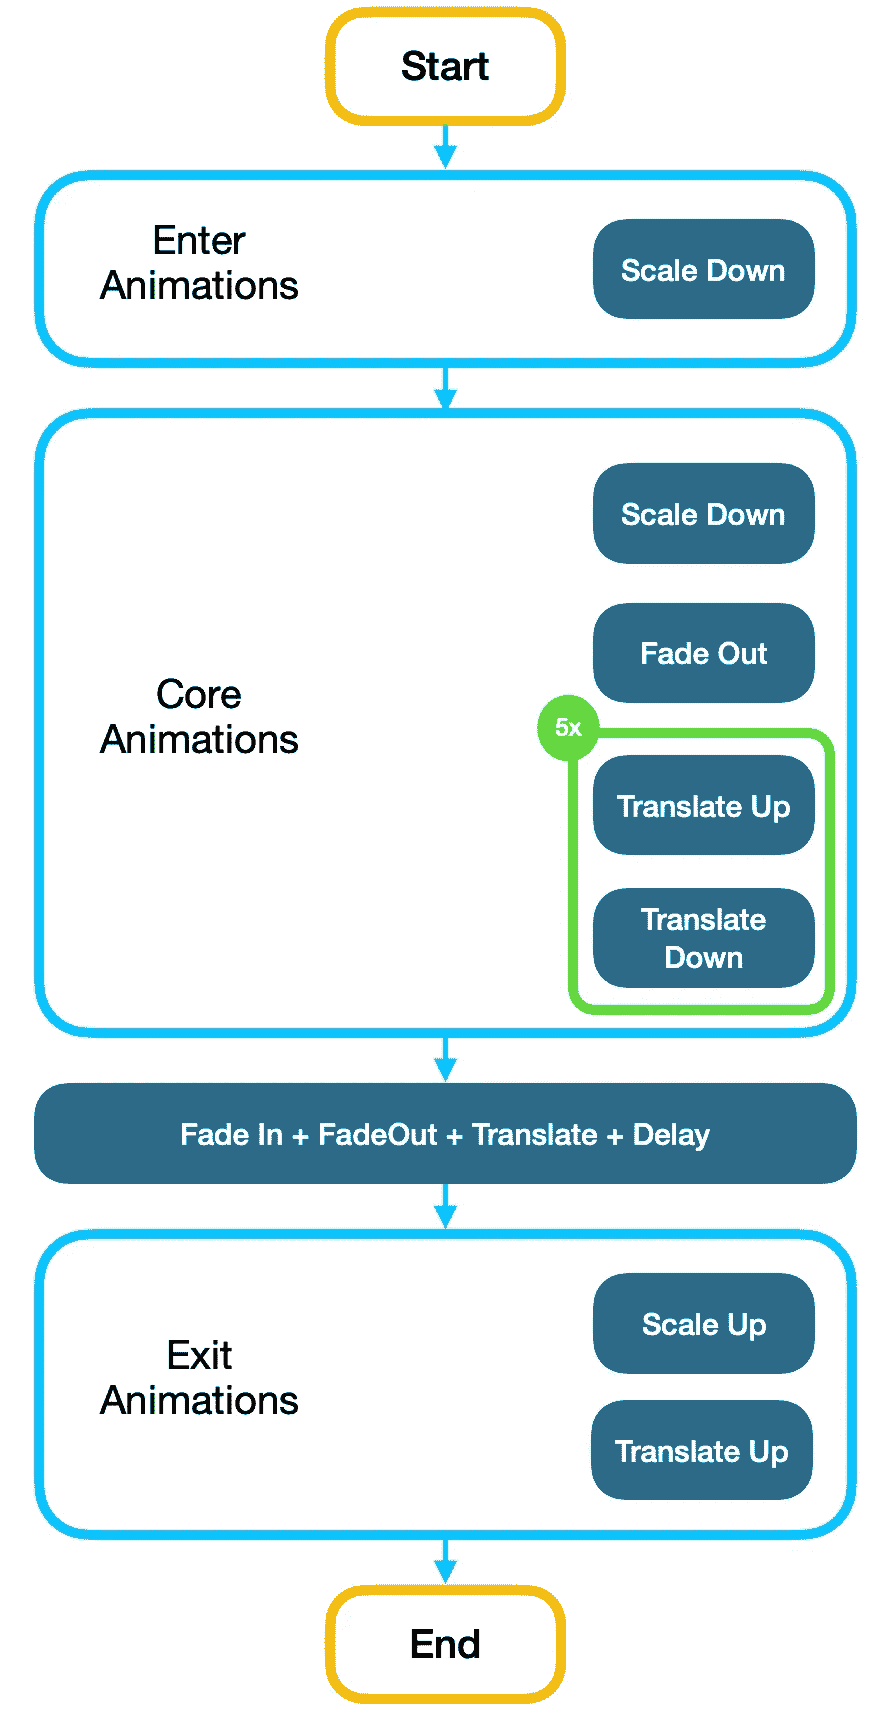 Start
Enter
Animations
Scale Down
Core
Animations
Scale Down
Fade Out
5x
Translate Up
Translate
Down
Fade In + FadeOut + Translate + Delay
Exit
Animations
Scale Up
Translate Up
End